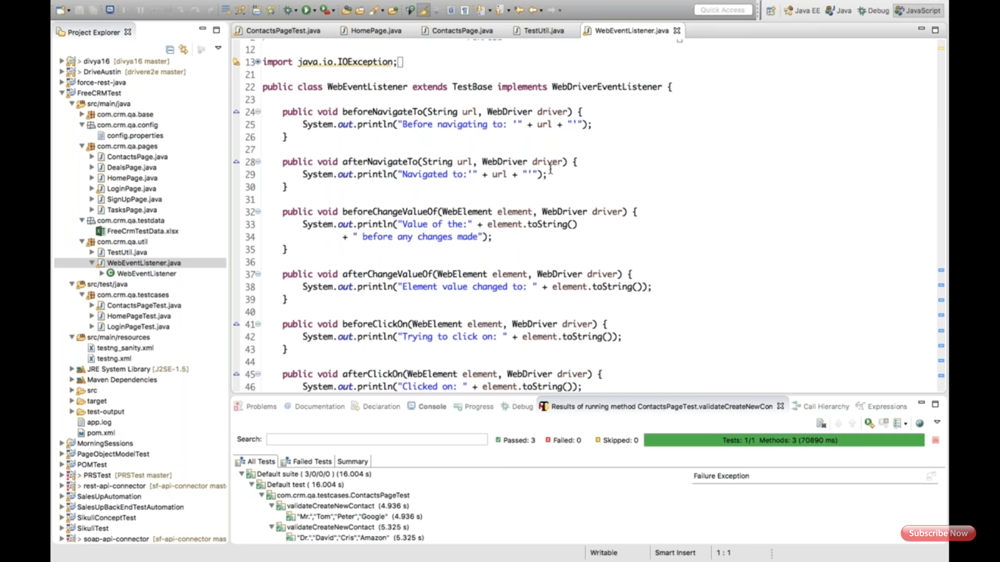 Quick Access
Java EE
Java
Debug
JavaScript
Project Explorer
ContactsPageTest.java
HomePage.java
ContactsPage.java
TestUtil.java
WebEventListener.java
> divya16 [divya16 master]
> DriveAustin [drivere2e master]
force-rest-java
FreeCRMTest
src/main/java
com.crm.qa.base
com.crm.qa.config
config.properties
com.crm.qa.pages
ContactsPage.java
DealsPage.java
HomePage.java
LoginPage.java
SignUpPage.java
TasksPage.java
com.crm.qa.testdata
FreeCrmTestData.xlsx
com.crm.qa.util
TestUtil.java
WebEventListener.java
WebEventListener
src/test/java
com.crm.qa.testcases
ContactsPageTest.java
HomePageTest.java
LoginPageTest.java
src/main/resources
testng_sanity.xml
testng.xml
JRE System Library [J2SE-1.5]
Maven Dependencies
src
target
test-output
app.log
pom.xml
MorningSessions
PageObjectModelTest
POMTest
> PRSTest [PRSTest master]
> rest-api-connector [sf-api-connector mast
SalesUpAutomation
SalesUpBackEndTestAutomation
SikuliConceptTest
SikuliTest
> soap-api-connector [sf-api-connector mas
12
13 import java.io.IOException;
21
22 public class WebEventListener extends TestBase implements WebDriverEventListener {
23
24 public void beforeNavigateTo(String url, WebDriver driver) {
25 System.out.println("Before navigating to: '" + url + "'");
26 }
27
28 public void afterNavigateTo(String url, WebDriver driver) {
29 System.out.println("Navigated to:'" + url + "'");
30 }
31
32 public void beforeChangeValueOf(WebElement element, WebDriver driver) {
33 System.out.println("Value of the:" + element.toString()
34 + " before any changes made");
35 }
36
37 public void afterChangeValueOf(WebElement element, WebDriver driver) {
38 System.out.println("Element value changed to: " + element.toString());
39 }
40
41 public void beforeClickOn(WebElement element, WebDriver driver) {
42 System.out.println("Trying to click on: " + element.toString());
43 }
44
45 public void afterClickOn(WebElement element, WebDriver driver) {
46 System.out.println("Clicked on: " + element.toString());
Problems
Documentation
Declaration
Console
Progress
Debug
Results of running method ContactsPageTest.validateCreateNewCon
Call Hierarchy
Expressions
Search:
Passed: 3
Failed: 0
Skipped: 0
Tests: 1/1 Methods: 3 (70890 ms)
All Tests
Failed Tests
Summary
Default suite ( 3/0/0/0 ) (16.004 s)
Default test ( 16.004 s)
com.crm.qa.testcases.ContactsPageTest
validateCreateNewContact (4.936 s)
"Mr.","Tom","Peter","Google" (4.936 s)
validateCreateNewContact (5.325 s)
"Dr.","David","Cris","Amazon" (5.325 s)
Failure Exception
Subscribe Now
Writable
Smart Insert
1 : 1